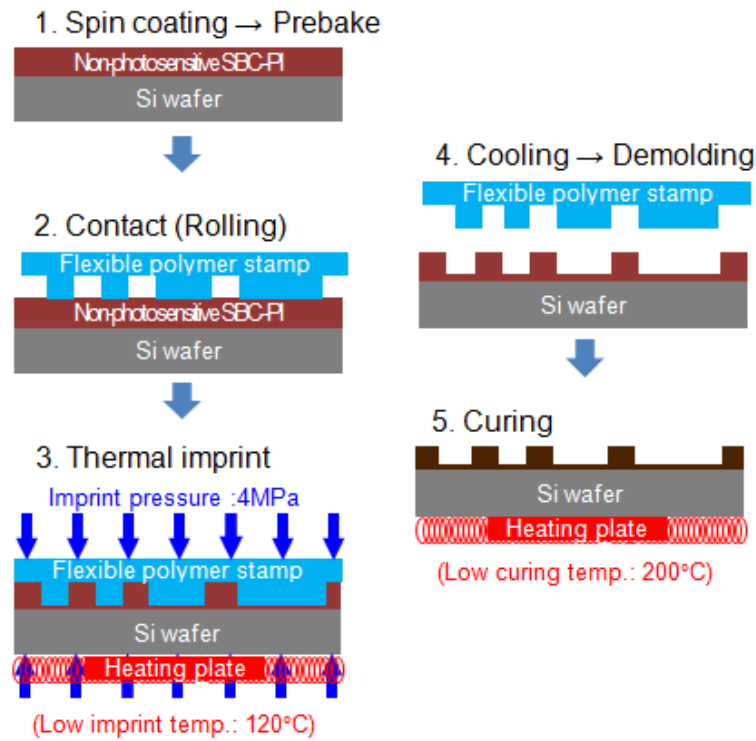 1. Spin coating → Prebake
Non-photosensitive SBC-PI
Si wafer
2. Contact (Rolling)
Flexible polymer stamp
Non-photosensitive SBC-PI
Si wafer
3. Thermal imprint
Imprint pressure :4MPa
Flexible polymer stamp
Si wafer
Heating plate
(Low imprint temp.: 120°C)
4. Cooling → Demolding
Flexible polymer stamp
Si wafer
5. Curing
Si wafer
Heating plate
(Low curing temp.: 200°C)